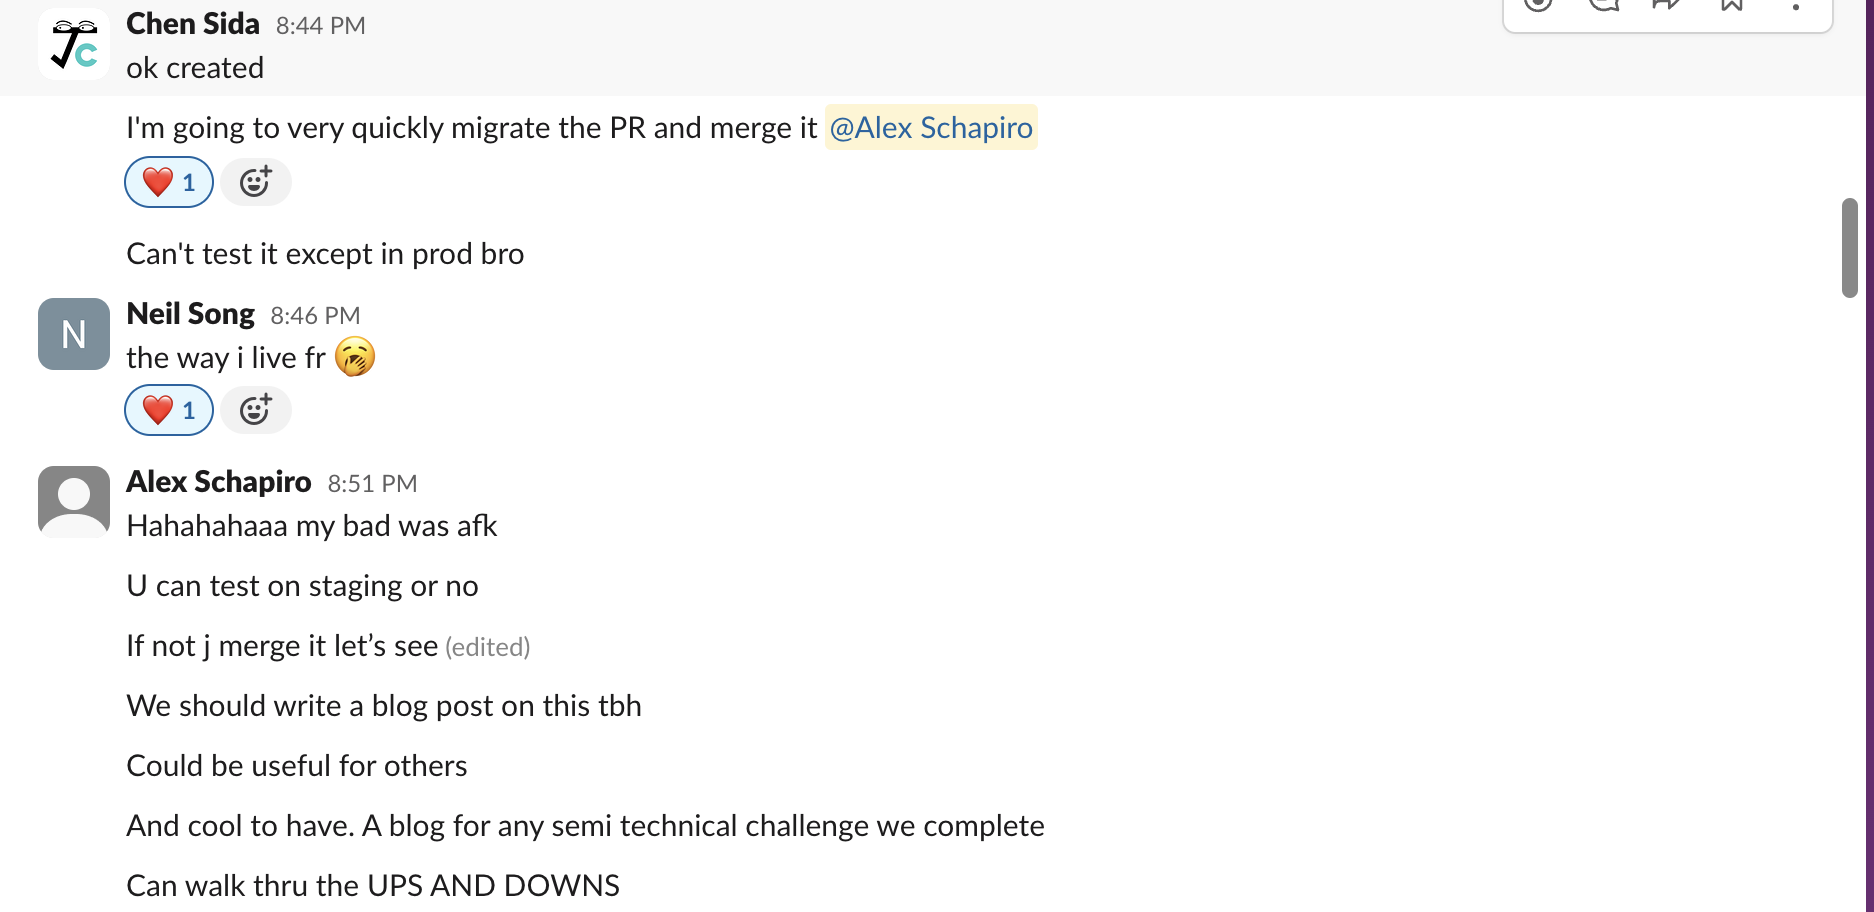 Chen Sida 8:44 PM
ok created
I'm going to very quickly migrate the PR and merge it @Alex Schapiro
1
Can't test it except in prod bro
N
Neil Song 8:46 PM
the way i live fr
1
Alex Schapiro 8:51 PM
Hahahahaaa my bad was afk
U can test on staging or no
If not j merge it let’s see (edited)
We should write a blog post on this tbh
Could be useful for others
And cool to have. A blog for any semi technical challenge we complete
Can walk thru the UPS AND DOWNS